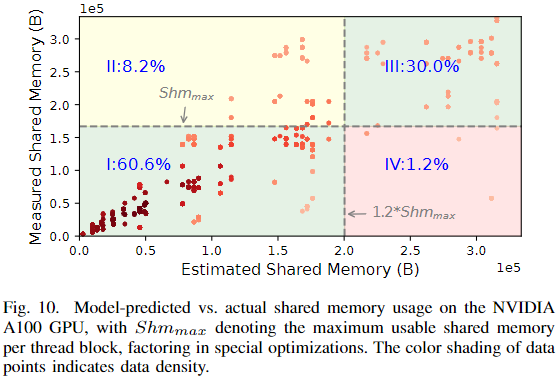 1e5
3.0
2.5
2.0
1.5
1.0
0.5
0.0
Measured Shared Memory (B)
II:8.2%
III:30.0%
Shm_max
I:60.6%
IV:1.2%
1.2*Shm_max
0.0 0.5 1.0 1.5 2.0 2.5 3.0
Estimated Shared Memory (B)
1e5
Fig. 10. Model-predicted vs. actual shared memory usage on the NVIDIA
A100 GPU, with Shm_max denoting the maximum usable shared memory
per thread block, factoring in special optimizations. The color shading of data
points indicates data density.